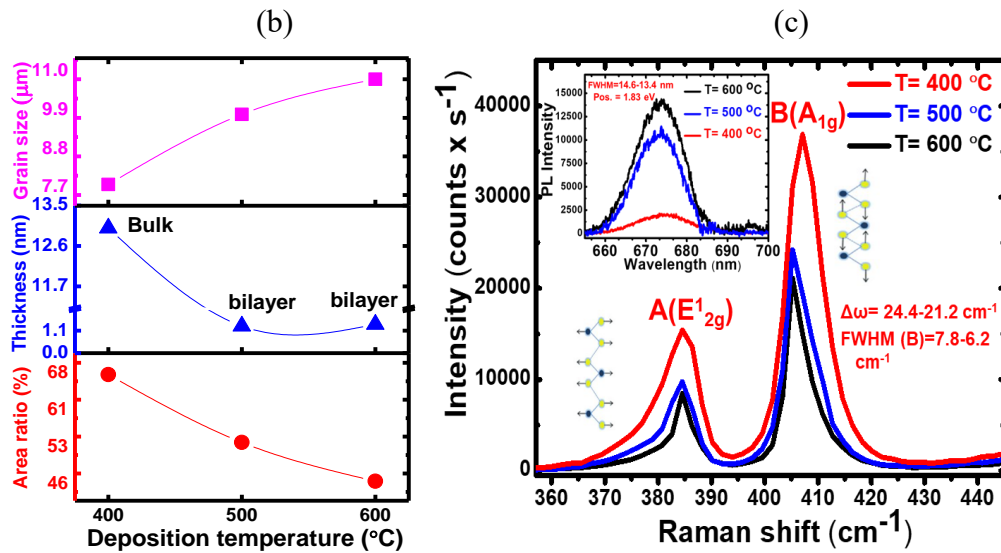 (b)
Grain size (μm)
11.0
9.9
8.8
7.7
Thickness (nm)
13.5
12.6
11.7
1.1
0.0
Bulk
bilayer
bilayer
Area ratio (%)
68
61
53
46
400
500
600
Deposition temperature (°C)
(c)
Intensity (counts x s⁻¹)
40000
30000
20000
10000
0
FWHM=14.6-13.4 nm
Pos. = 1.83 eV
T= 600 °C
T= 500 °C
T= 400 °C
PL Intensity
15000
12500
10000
7500
5000
2500
0
660
670
680
690
700
Wavelength (nm)
T= 400 °C
T= 500 °C
T= 600 °C
B(A₁g)
A(E¹₂g)
Δω= 24.4-21.2 cm⁻¹
FWHM (B)=7.8-6.2
cm⁻¹
360
375
390
405
420
430
445
Raman shift (cm⁻¹)